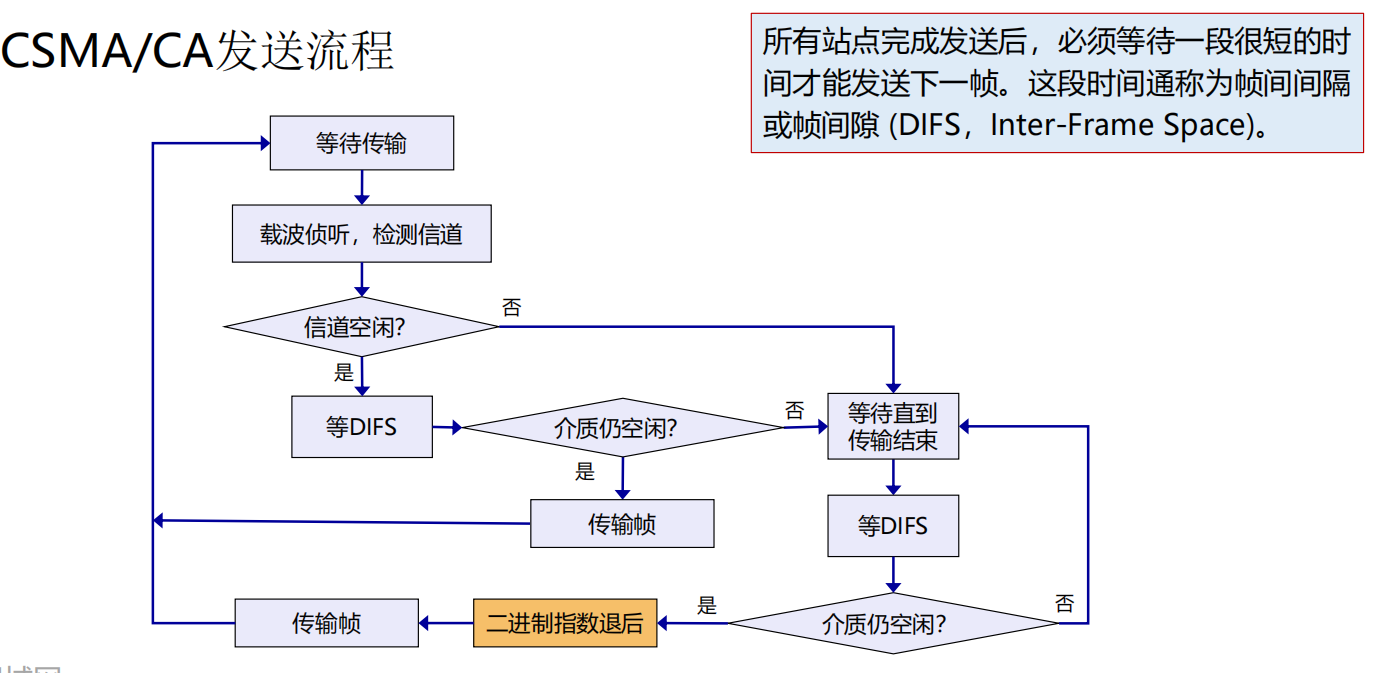 CSMA/CA发送流程
所有站点完成发送后，必须等待一段很短的时
间才能发送下一帧。这段时间通称为帧间间隔
或帧间隙 (DIFS，Inter-Frame Space)。
等待传输
载波侦听，检测信道
信道空闲？
否
是
等DIFS
介质仍空闲？
否
等待直到
传输结束
是
传输帧
等DIFS
介质仍空闲？
否
是
二进制指数退后
传输帧